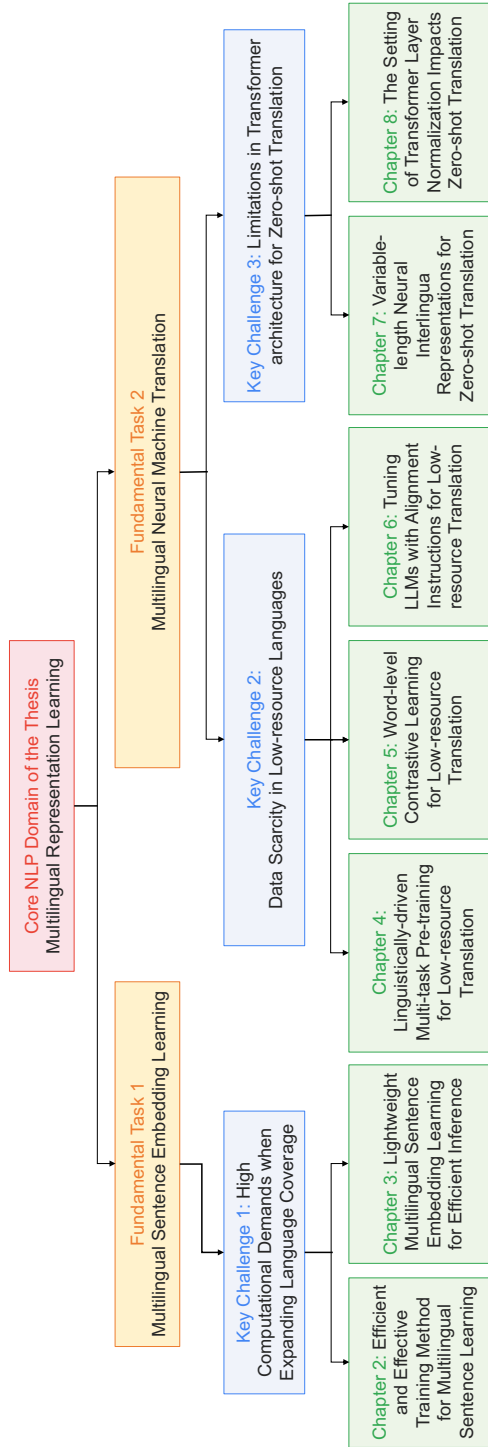 Core NLP Domain of the Thesis
Multilingual Representation Learning
Fundamental Task 1
Multilingual Sentence Embedding Learning
Fundamental Task 2
Multilingual Neural Machine Translation
Key Challenge 1: High
Computational Demands when
Expanding Language Coverage
Key Challenge 2:
Data Scarcity in Low-resource Languages
Key Challenge 3: Limitations in Transformer
architecture for Zero-shot Translation
Chapter 2: Efficient
and Effective
Training Method
for Multilingual
Sentence Learning
Chapter 3: Lightweight
Multilingual Sentence
Embedding Learning
for Efficient Inference
Chapter 4:
Linguistically-driven
Multi-task Pre-training
for Low-resource
Translation
Chapter 5: Word-level
Contrastive Learning
for Low-resource
Translation
Chapter 6: Tuning
LLMs with Alignment
Instructions for Low-
resource Translation
Chapter 7: Variable-
length Neural
Interlingua
Representations for
Zero-shot Translation
Chapter 8: The Setting
of Transformer Layer
Normalization Impacts
Zero-shot Translation